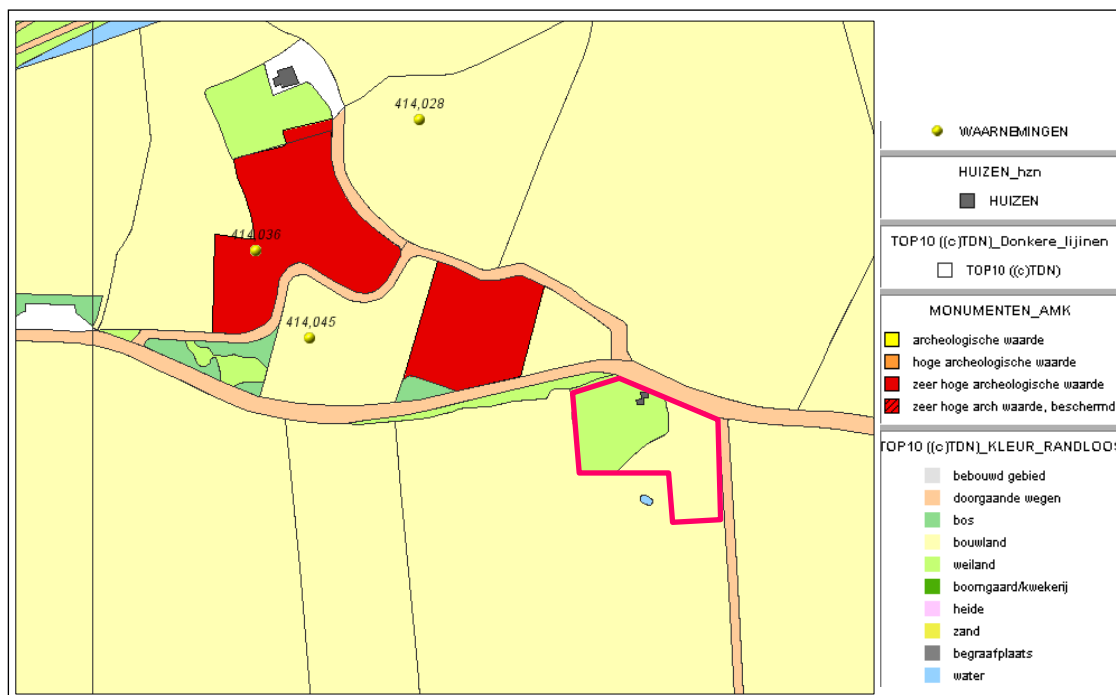 414,028
414,036
414,045
WAARNEMINGEN
HUIZEN_hzn
HUIZEN
TOP10 ((c)TDN)_Donkere_lijinen
TOP10 ((c)TDN)
MONUMENTEN_AMK
archeologische waarde
hoge archeologische waarde
zeer hoge archeologische waarde
zeer hoge arch waarde, beschermd
TOP10 ((c)TDN)_KLEUR_RANDLOOS
bebouwd gebied
doorgaande wegen
bos
bouwland
weiland
boomgaard/kwekerij
heide
zand
begraafplaats
water